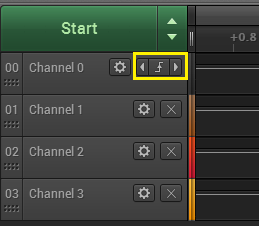 Start
+0.8
00 Channel 0
01 Channel 1
02 Channel 2
03 Channel 3